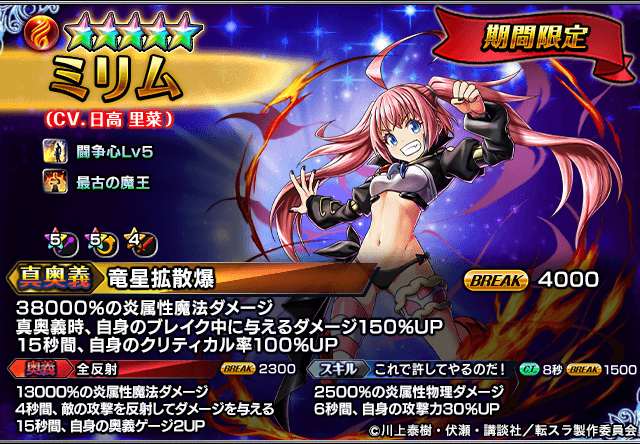 期間限定
ミリム
(CV.日高 里菜)
闘争心Lv5
最古の魔王
5 5 4
真奥義 竜星拡散爆 BREAK 4000
38000%の炎属性魔法ダメージ
真奥義時、自身のブレイク中に与えるダメージ150%UP
15秒間、自身のクリティカル率100%UP
奥義 全反射 BREAK 2300
13000%の炎属性魔法ダメージ
4秒間、敵の攻撃を反射してダメージを与える
15秒間、自身の奥義ゲージ2UP
スキル これで許してやるのだ! CT 8秒 BREAK 1500
2500%の炎属性物理ダメージ
6秒間、自身の攻撃力30%UP
©川上泰樹・伏瀬・講談社/転スラ製作委員会